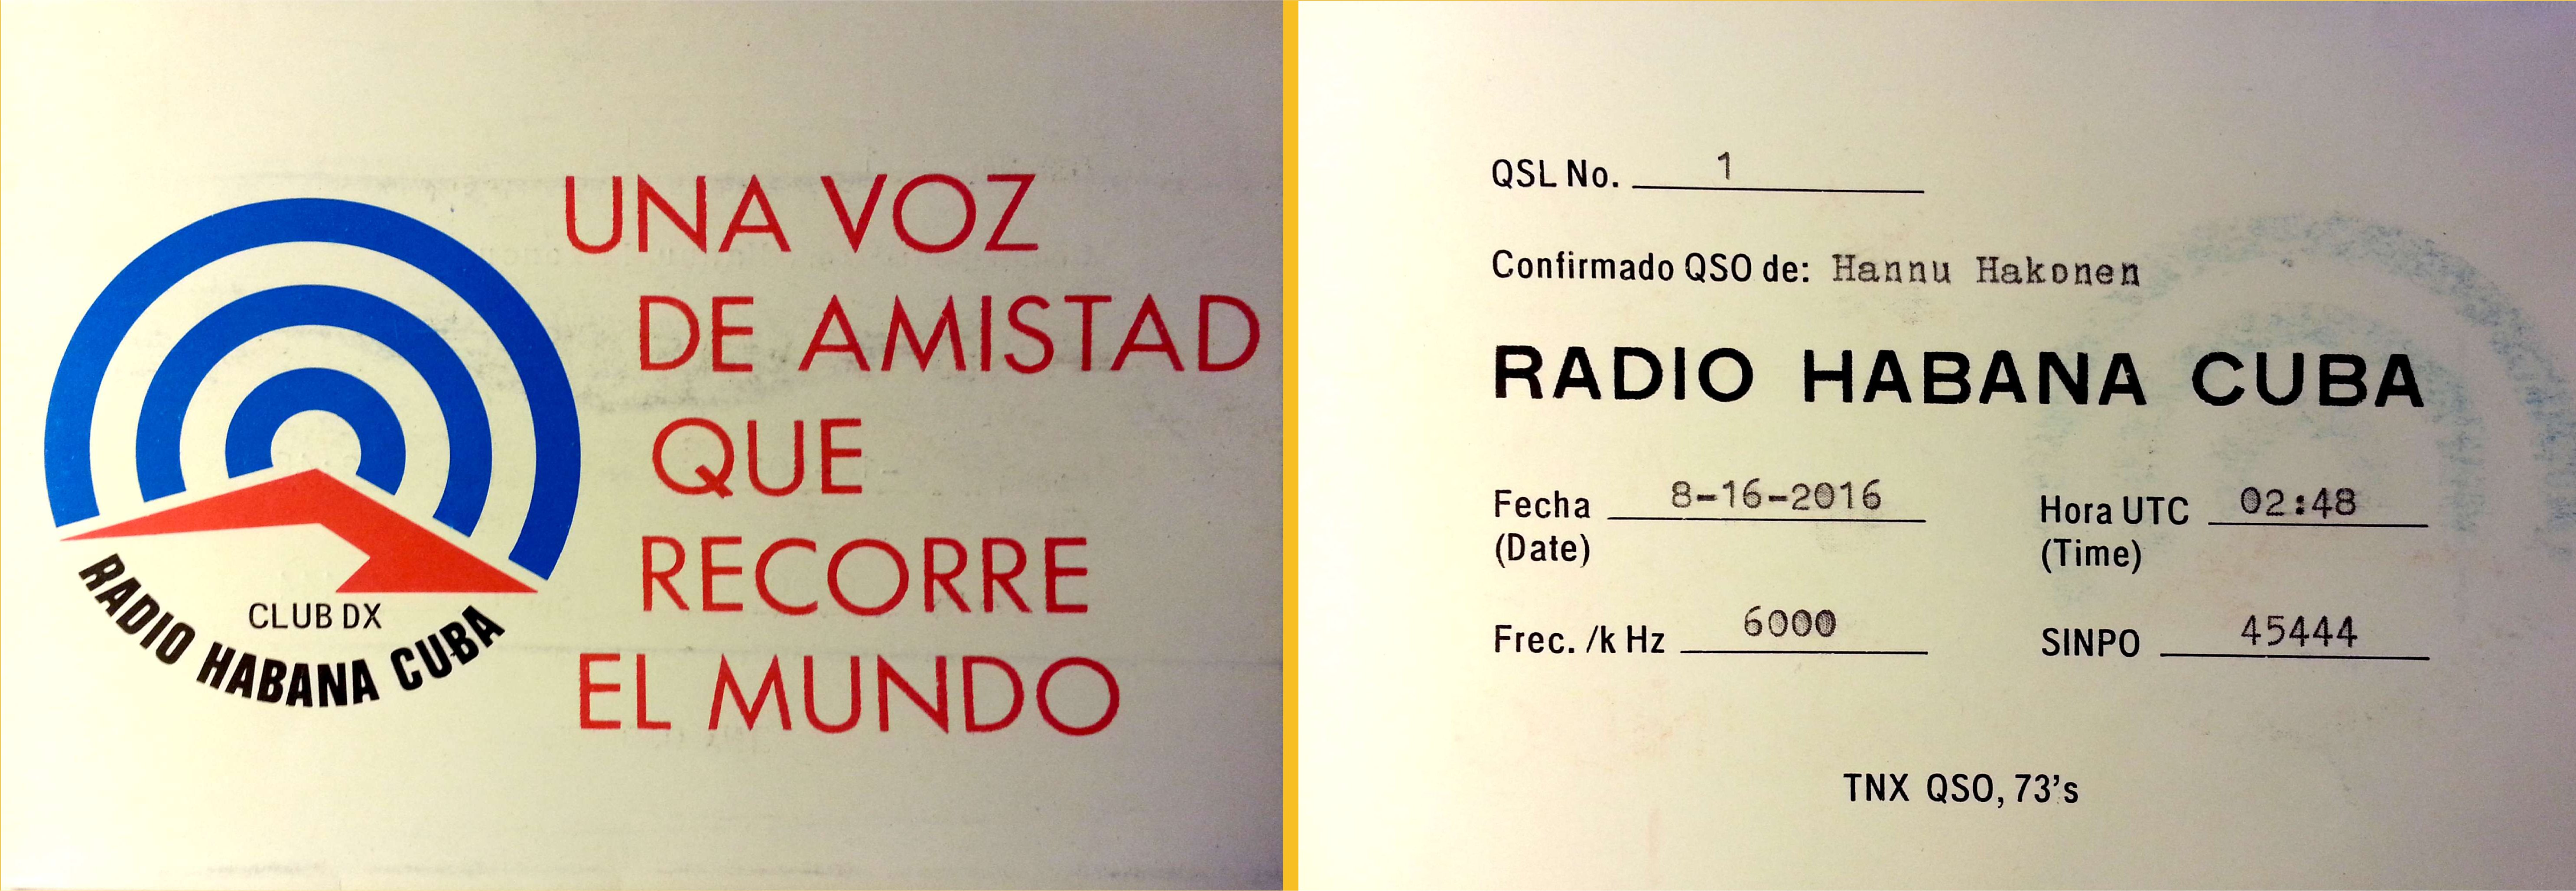 UNA VOZ
DE AMISTAD
QUE
RECORRE
EL MUNDO
CLUB DX
RADIO HABANA CUBA
QSL No. 1
Confirmado QSO de: Hannu Hakonen
RADIO HABANA CUBA
Fecha 8-16-2016 Hora UTC 02:48
(Date) (Time)
Frec. /k Hz 6000 SINPO 45444
TNX QSO, 73's